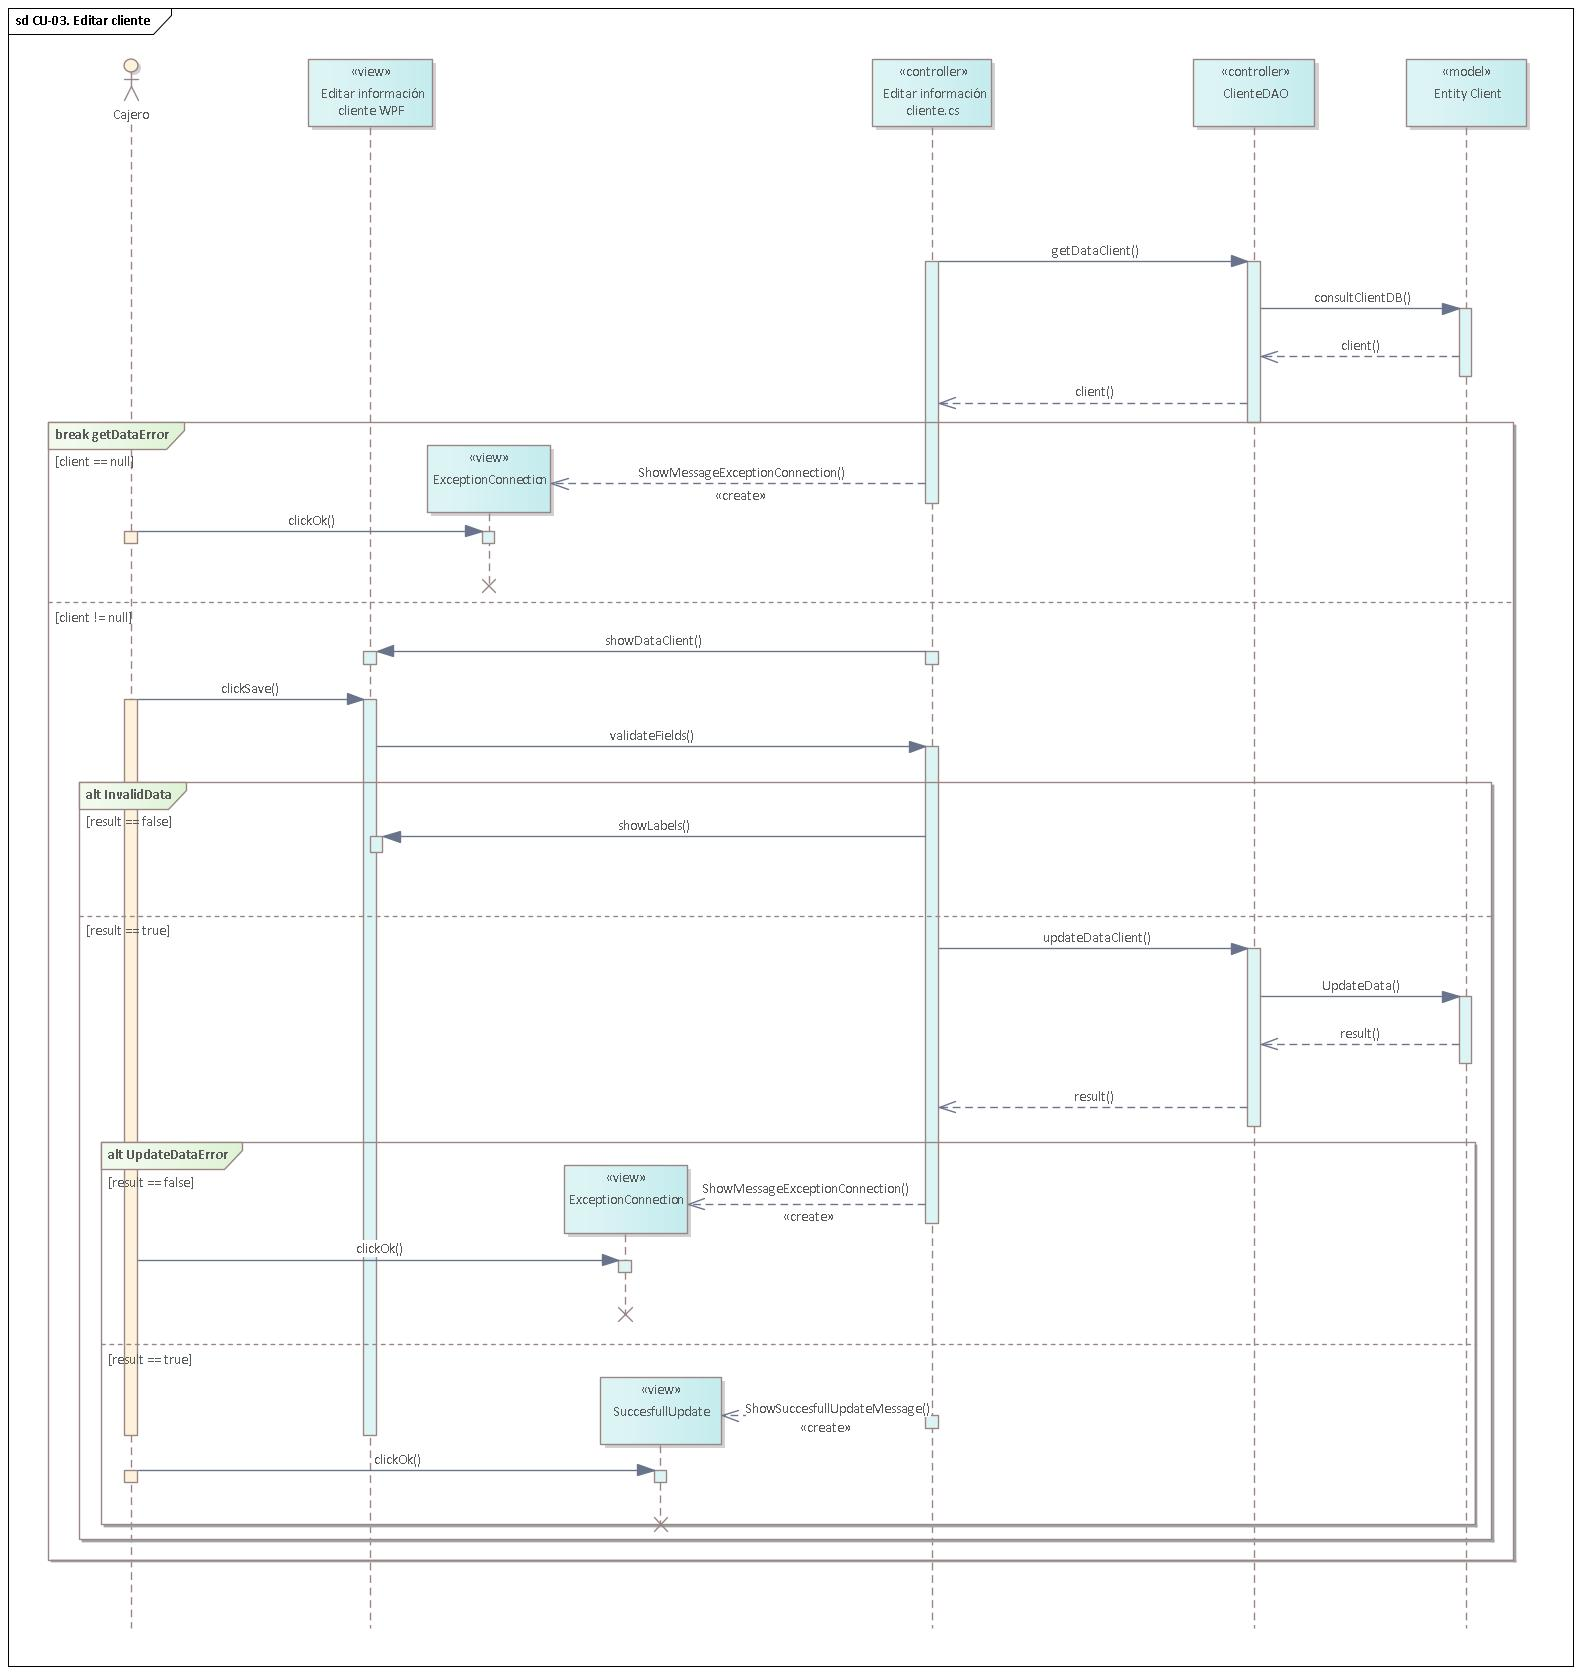 sd CU-03. Editar cliente
Cajero
«view»
Editar información
cliente WPF
«controller»
Editar información
cliente.cs
«controller»
ClienteDAO
«model»
Entity Client
getDataClient()
consultClientDB()
client()
client()
break getDataError
[client == null]
«view»
ExceptionConnection
ShowMessageExceptionConnection()
«create»
clickOk()
[client != null]
showDataClient()
clickSave()
validateFields()
alt InvalidData
[result == false]
showLabels()
[result == true]
updateDataClient()
UpdateData()
result()
result()
alt UpdateDataError
[result == false]
«view»
ExceptionConnection
ShowMessageExceptionConnection()
«create»
clickOk()
[result == true]
«view»
SuccesfullUpdate
ShowSuccesfullUpdateMessage()
«create»
clickOk()